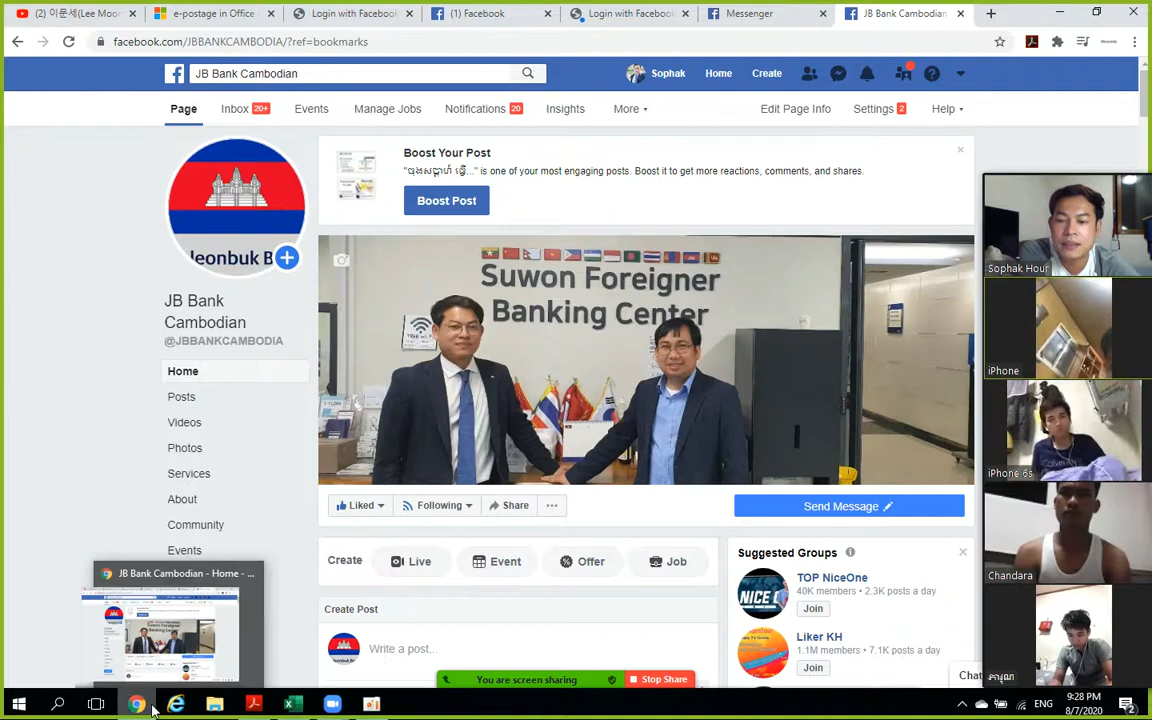 (2) 이문세(Lee Moon
e-postage in Office
Login with Facebook
(1) Facebook
Login with Facebook
Messenger
JB Bank Cambodian
facebook.com/JBBANKCAMBODIA/?ref=bookmarks
JB Bank Cambodian
Sophak Home Create
Page Inbox 20+ Events Manage Jobs Notifications 20 Insights More Edit Page Info Settings 2 Help
Boost Your Post
is one of your most engaging posts. Boost it to get more reactions, comments, and shares.
Boost Post
Suwon Foreigner
Banking Center
Jeonbuk B
JB Bank
Cambodian
@JBBANKCAMBODIA
Home
Posts
Videos
Photos
Services
About
Community
Events
Liked Following Share ... Send Message
Create Live Event Offer Job
Create Post
Write a post...
Suggested Groups
TOP NiceOne
40K members • 2.3K posts a day
Join
Liker KH
1.1M members • 7.1K posts a day
Join
Chat
Sophak Hour
iPhone
iPhone 6s
Chandara
JB Bank Cambodian - Home - ...
You are screen sharing
Stop Share
ENG
9:28 PM
8/7/2020
2